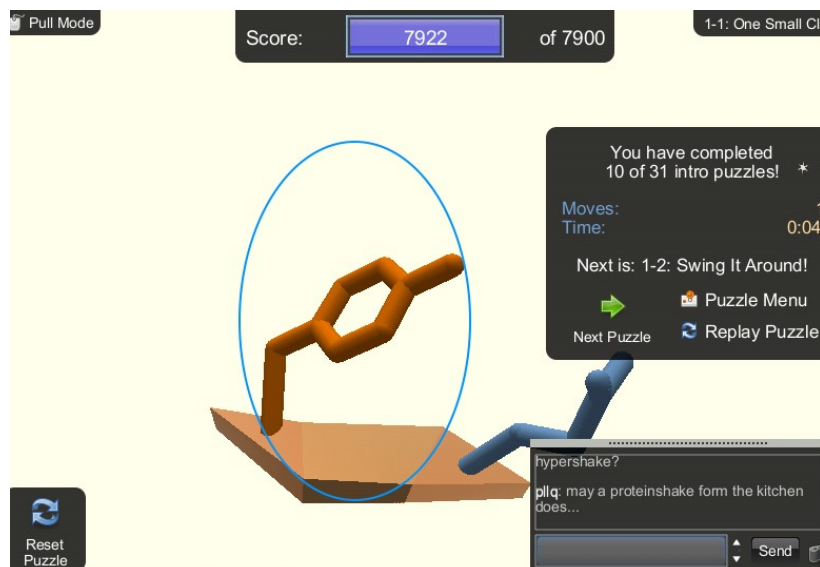 Pull Mode
Score: 7922 of 7900
1-1: One Small Cl
You have completed
10 of 31 intro puzzles!
Moves:
Time: 0:04
Next is: 1-2: Swing It Around!
Puzzle Menu
Next Puzzle
Replay Puzzle
hypershake?
pllq: may a proteinshake form the kitchen
does...
Send
Reset
Puzzle